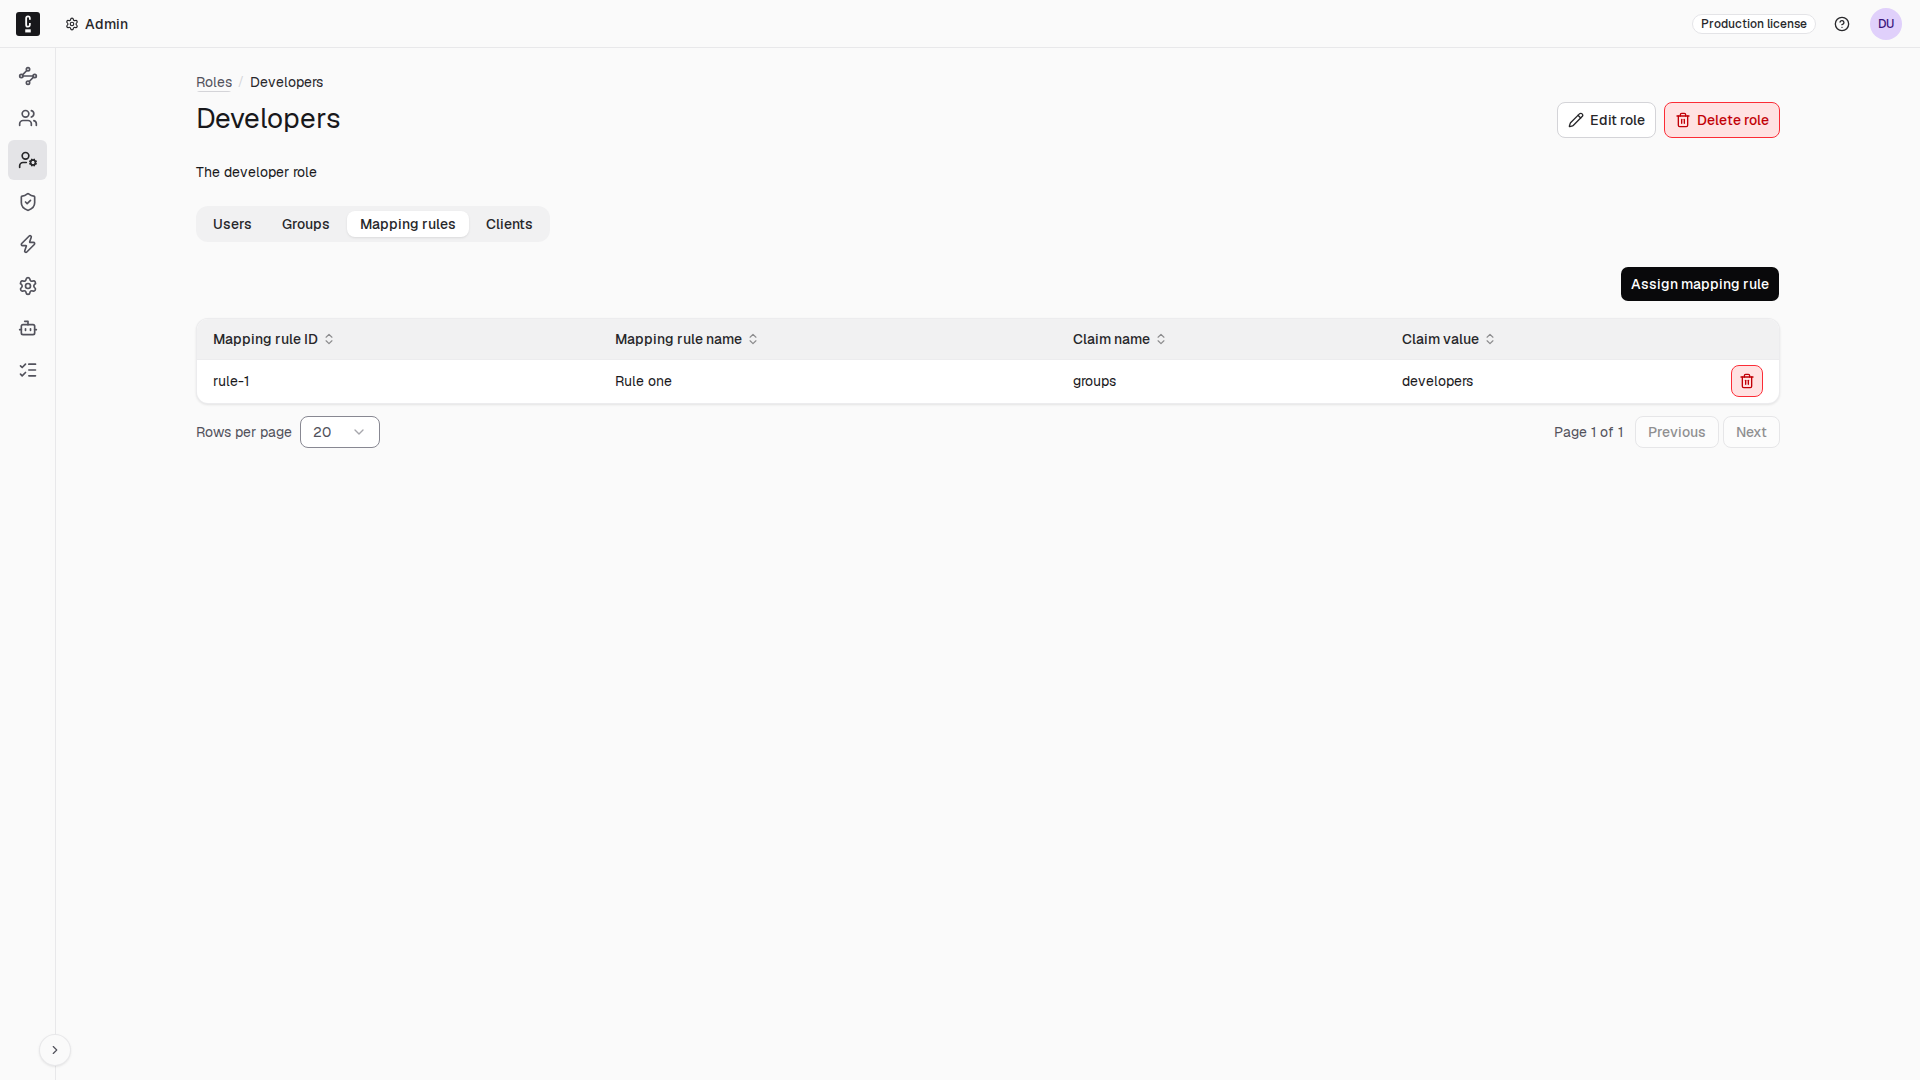 Admin
Production license
DU
Roles / Developers
Developers
Edit role
Delete role
The developer role
Users
Groups
Mapping rules
Clients
Assign mapping rule
Mapping rule ID
Mapping rule name
Claim name
Claim value
rule-1
Rule one
groups
developers
Rows per page
20
Page 1 of 1
Previous
Next